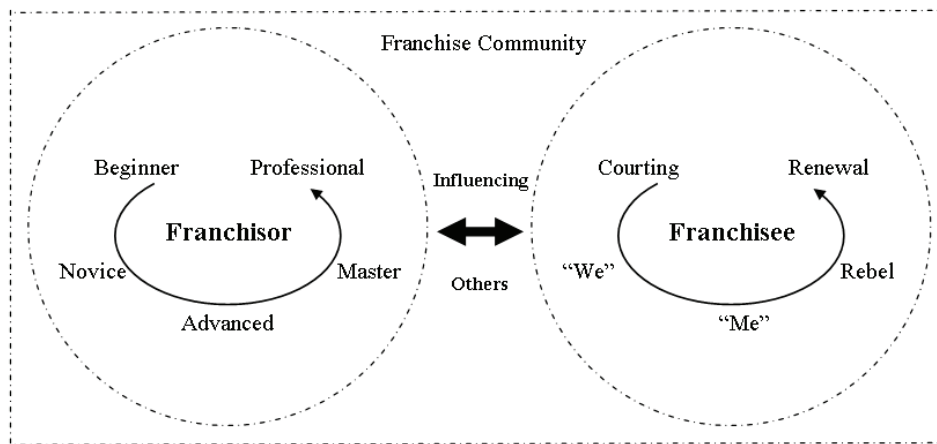 Franchise Community
Beginner
Professional
Franchisor
Novice
Master
Advanced
Influencing
Others
Courting
Renewal
Franchisee
“We”
Rebel
“Me”